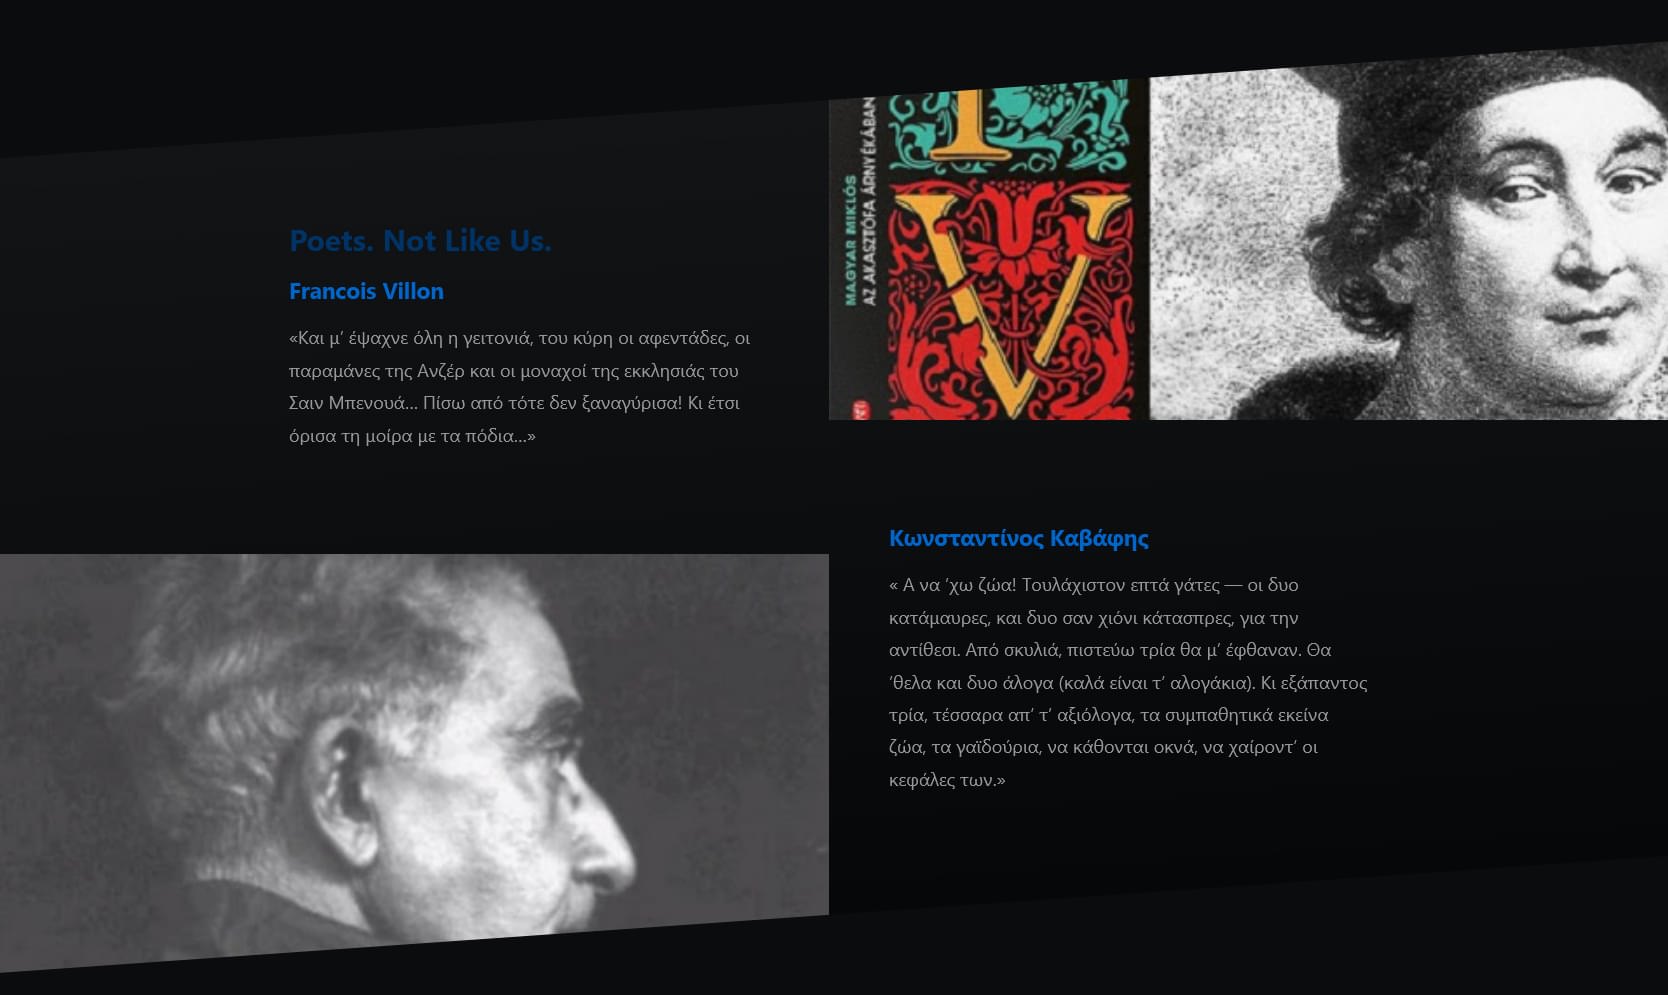 Poets. Not Like Us.
Francois Villon
«Και μ’ έψαχνε όλη η γειτονιά, του κύρη οι αφεντάδες, οι
παραμάνες της Ανζέρ και οι μοναχοί της εκκλησιάς του
Σαιν Μπενουά… Πίσω από τότε δεν ξαναγύρισα! Κι έτσι
όρισα τη μοίρα με τα πόδια…»
MAGYAR MIKLÓS
AZ AKASZTÓFA ÁRNYÉKÁBAN
V
Κωνσταντίνος Καβάφης
« Α να ’χω ζώα! Τουλάχιστον επτά γάτες — οι δυο
κατάμαυρες, και δυο σαν χιόνι κάτασπρες, για την
αντίθεσι. Από σκυλιά, πιστεύω τρία θα μ’ έφθαναν. Θα
’θελα και δυο άλογα (καλά είναι τ’ αλογάκια). Κι εξάπαντος
τρία, τέσσαρα απ’ τ’ αξιόλογα, τα συμπαθητικά εκείνα
ζώα, τα γαϊδούρια, να κάθονται οκνά, να χαίροντ’ οι
κεφάλες των.»